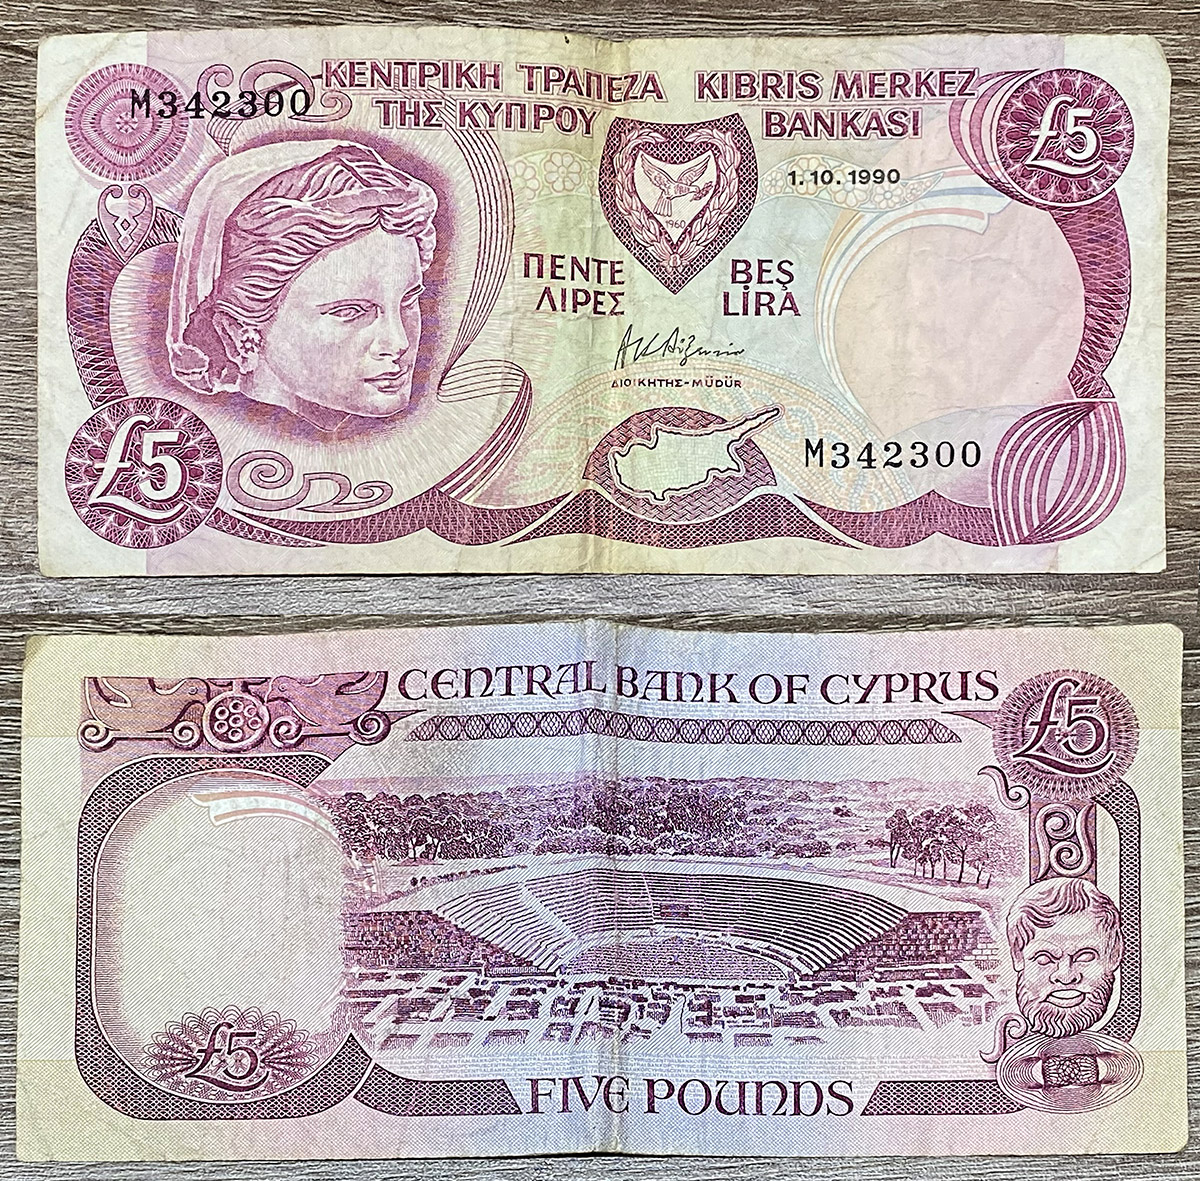 M342300
ΚΕΝΤΡΙΚΗ ΤΡΑΠΕΖΑ
ΤΗΣ ΚΥΠΡΟΥ
KIBRIS MERKEZ
BANKASI
£5
1.10.1990
1960
ΠΕΝΤΕ
ΛΙΡΕΣ
BEŞ
LİRA
ΔΙΟΙΚΗΤΗΣ-MÜDÜR
£5
M342300
CENTRAL BANK OF CYPRUS
£5
£5
FIVE POUNDS